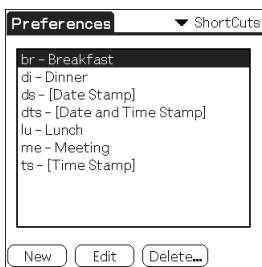 Preferences ShortCuts
br – Breakfast
di – Dinner
ds – [Date Stamp]
dts – [Date and Time Stamp]
lu – Lunch
me – Meeting
ts – [Time Stamp]
New Edit Delete...